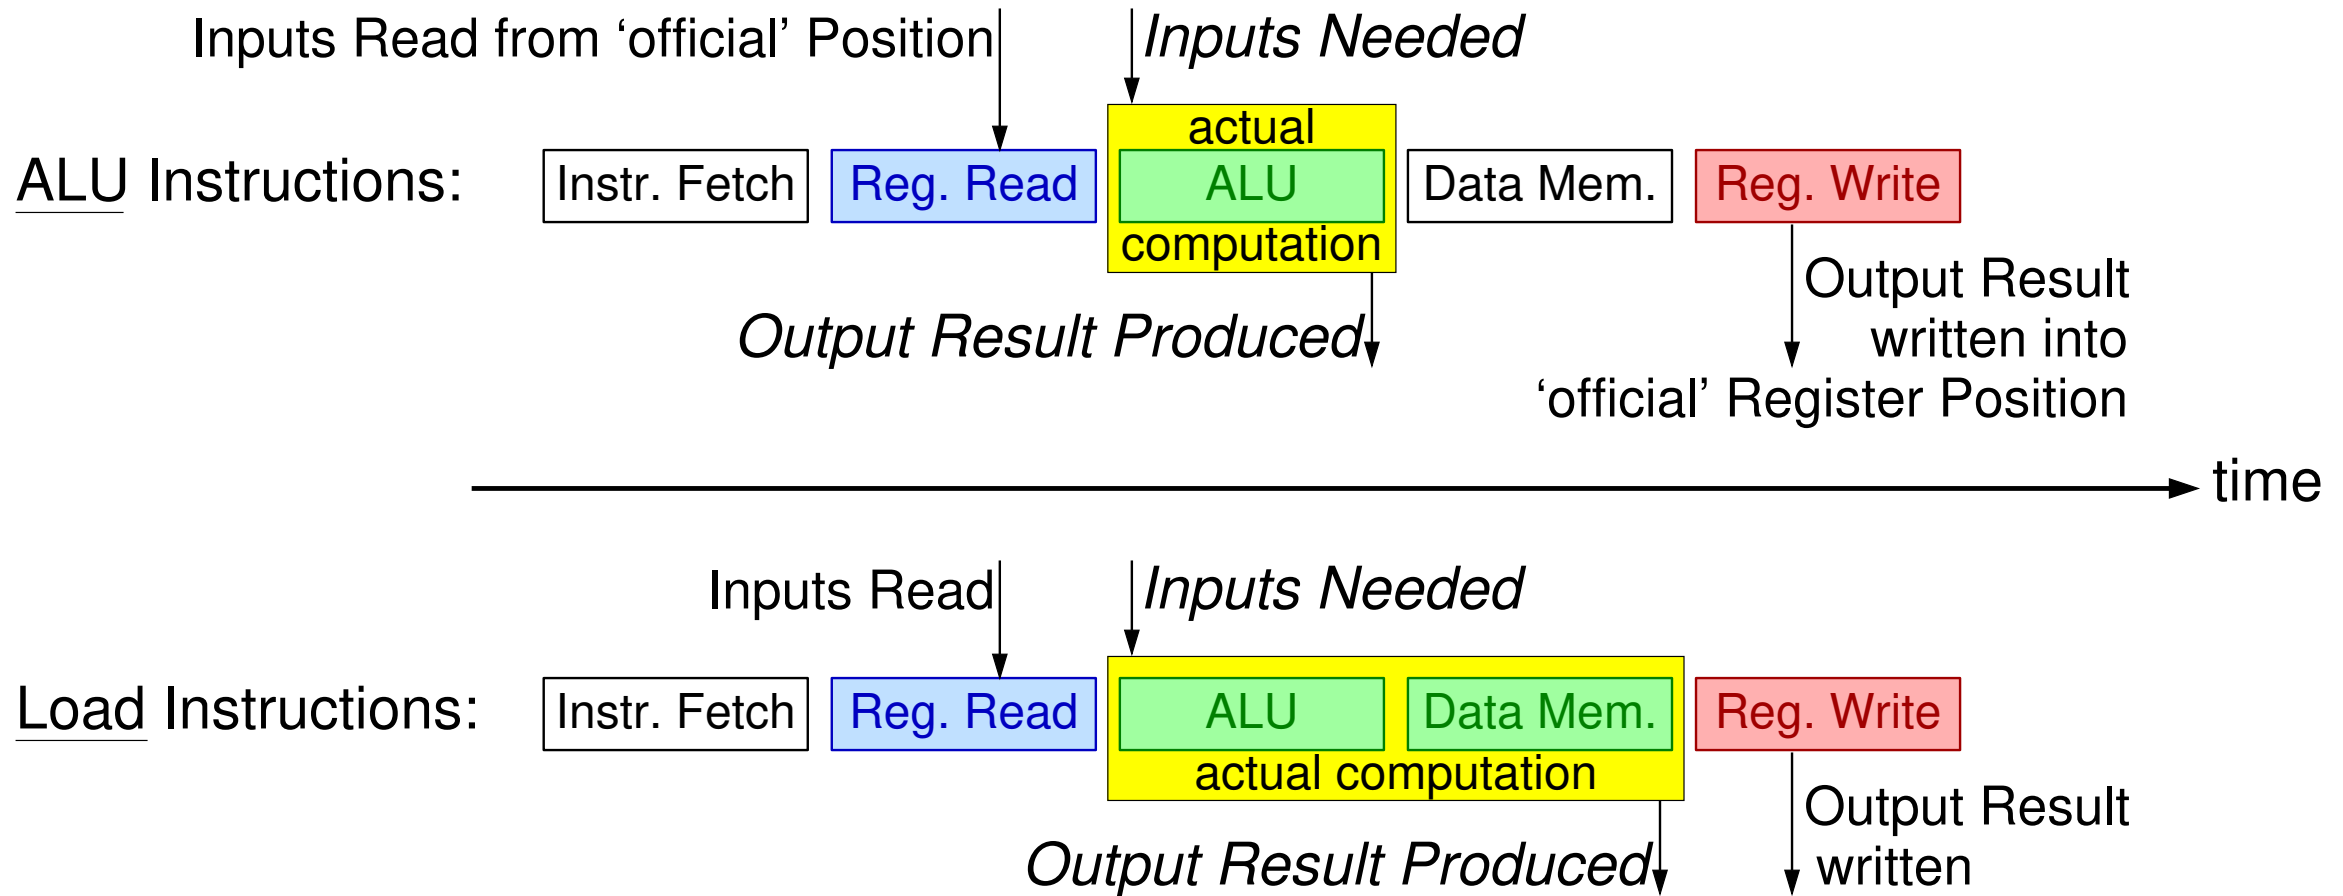 Inputs Read from ‘official’ Position
Inputs Needed
ALU Instructions:
Instr. Fetch
Reg. Read
actual
ALU
computation
Data Mem.
Reg. Write
Output Result Produced
Output Result
written into
‘official’ Register Position
time
Inputs Read
Inputs Needed
Load Instructions:
Instr. Fetch
Reg. Read
ALU
Data Mem.
actual computation
Reg. Write
Output Result Produced
Output Result
written